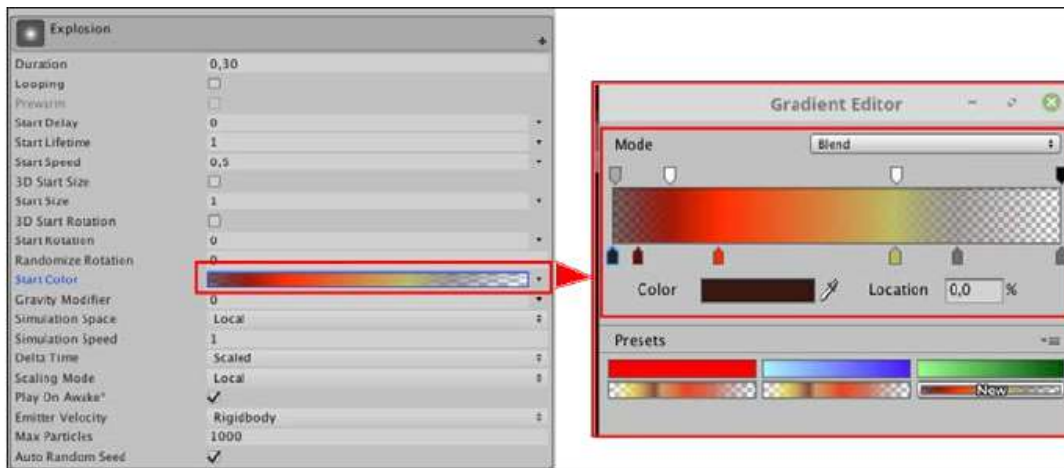 Explosion
Duration 0,30
Looping
Prewarm
Start Delay 0
Start Lifetime 1
Start Speed 0,5
3D Start Size
Start Size 1
3D Start Rotation
Start Rotation 0
Randomize Rotation 0
Start Color
Gravity Modifier 0
Simulation Space Local
Simulation Speed 1
Delta Time Scaled
Scaling Mode Local
Play On Awake*
Emitter Velocity Rigidbody
Max Particles 1000
Auto Random Seed
Gradient Editor
Mode Blend
Color Location 0,0 %
Presets
New